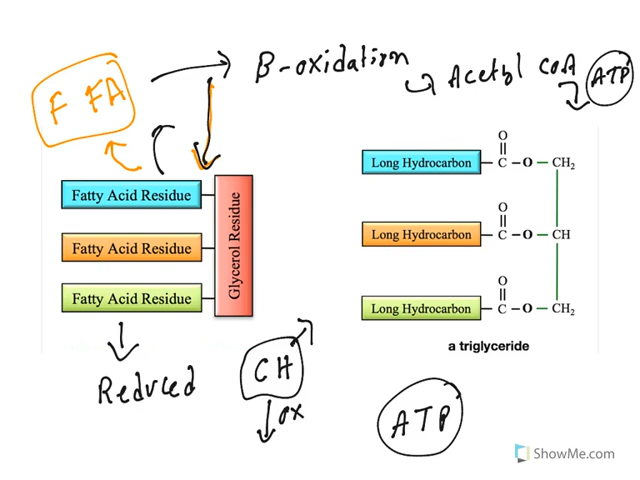 B-oxidation
Acetyl CoA
ATP
F FA
O
Long Hydrocarbon C O CH2
Fatty Acid Residue
Glycerol Residue
O
Long Hydrocarbon C O CH
Fatty Acid Residue
O
Fatty Acid Residue
Long Hydrocarbon C O CH2
a triglyceride
Reduced
CH
ox
ATP
ShowMe.com